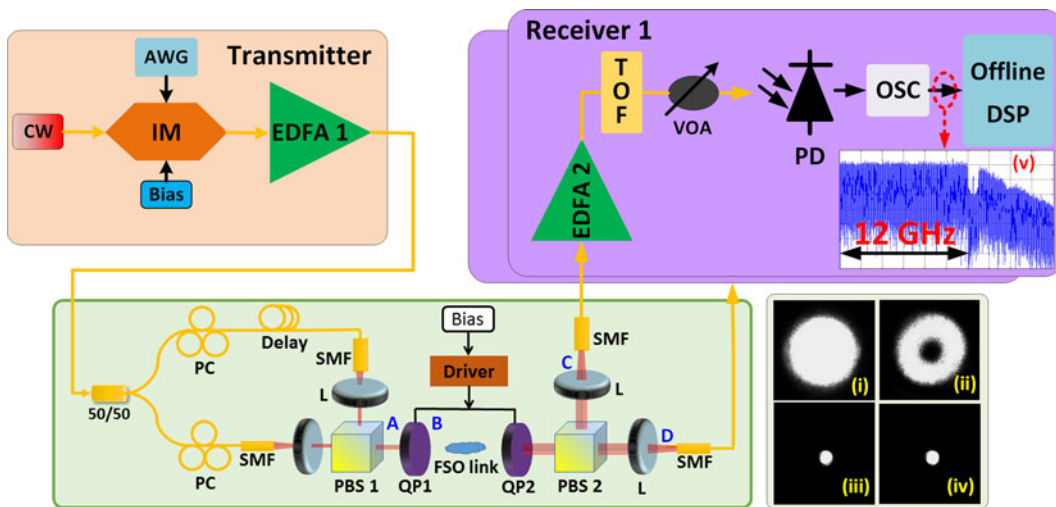 Transmitter
AWG
CW
IM
EDFA 1
Bias
Receiver 1
TOF
VOA
PD
OSC
Offline
DSP
EDFA 2
(v)
12 GHz
50/50
PC
Delay
SMF
L
PC
SMF
PBS 1
A
B
QP1
Bias
Driver
FSO link
QP2
PBS 2
C
SMF
L
D
L
SMF
(i)
(ii)
(iii)
(iv)